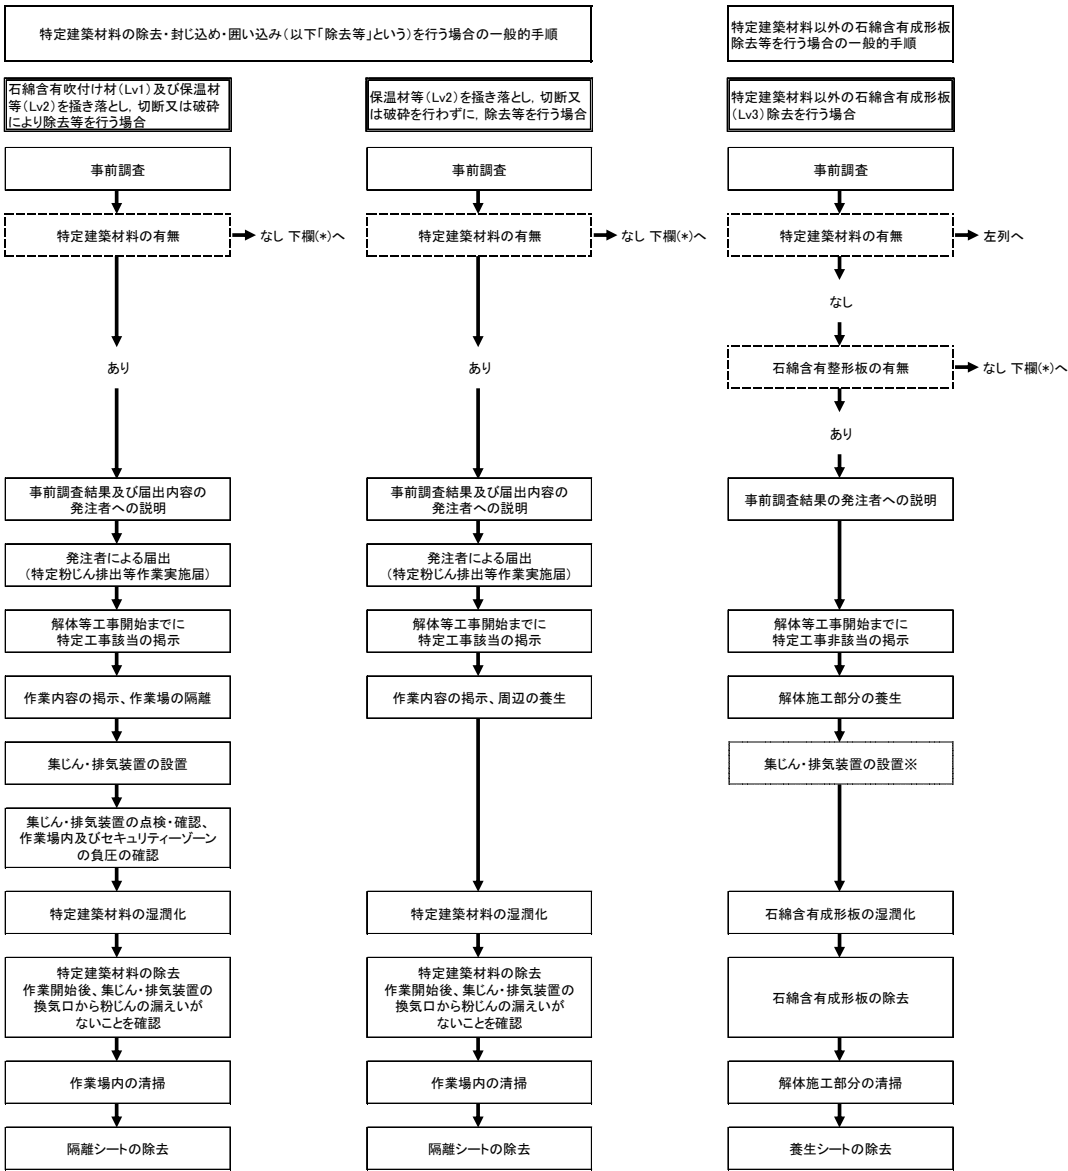 特定建築材料の除去・封じ込め・囲い込み（以下「除去等」という）を行う場合の一般的手順
特定建築材料以外の石綿含有成形板
除去等を行う場合の一般的手順
石綿含有吹付け材（Lv1）及び保温材
等（Lv2）を掻き落とし，切断又は破砕
により除去等を行う場合
保温材等（Lv2）を掻き落とし，切断又
は破砕を行わずに，除去等を行う場合
特定建築材料以外の石綿含有成形板
（Lv3）除去を行う場合
事前調査
事前調査
事前調査
特定建築材料の有無
なし 下欄(*)へ
特定建築材料の有無
なし 下欄(*)へ
特定建築材料の有無
左列へ
なし
あり
あり
石綿含有整形板の有無
なし 下欄(*)へ
あり
事前調査結果及び届出内容の
発注者への説明
事前調査結果及び届出内容の
発注者への説明
事前調査結果の発注者への説明
発注者による届出
（特定粉じん排出等作業実施届）
発注者による届出
（特定粉じん排出等作業実施届）
解体等工事開始までに
特定工事該当の掲示
解体等工事開始までに
特定工事該当の掲示
解体等工事開始までに
特定工事非該当の掲示
作業内容の掲示、作業場の隔離
作業内容の掲示、周辺の養生
解体施工部分の養生
集じん・排気装置の設置
集じん・排気装置の設置※
集じん・排気装置の点検・確認、
作業場内及びセキュリティーゾーン
の負圧の確認
特定建築材料の湿潤化
特定建築材料の湿潤化
石綿含有成形板の湿潤化
特定建築材料の除去
作業開始後、集じん・排気装置の
換気口から粉じんの漏えいが
ないことを確認
特定建築材料の除去
作業開始後、集じん・排気装置の
換気口から粉じんの漏えいが
ないことを確認
石綿含有成形板の除去
作業場内の清掃
作業場内の清掃
解体施工部分の清掃
隔離シートの除去
隔離シートの除去
養生シートの除去